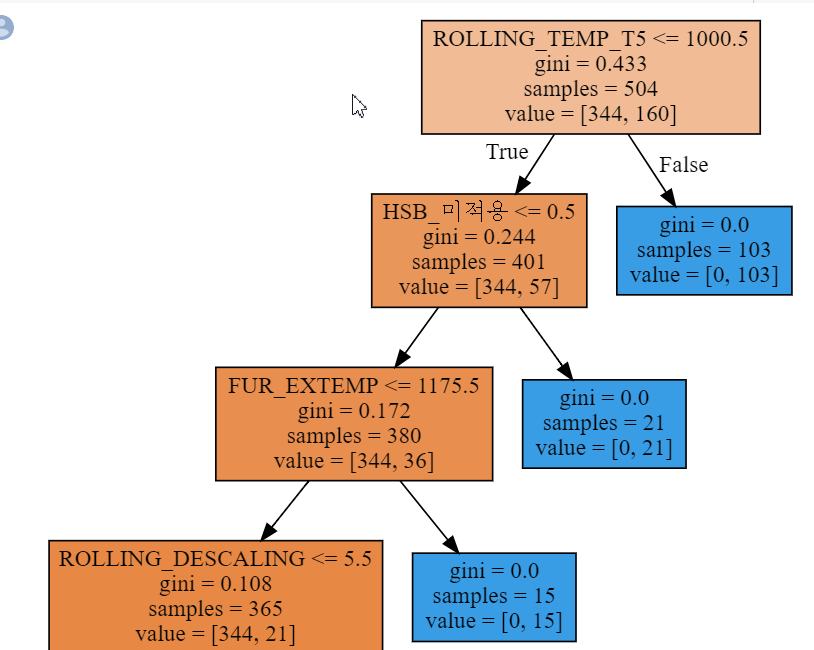 ROLLING_TEMP_T5 <= 1000.5
gini = 0.433
samples = 504
value = [344, 160]
True
False
HSB_미적용 <= 0.5
gini = 0.244
samples = 401
value = [344, 57]
gini = 0.0
samples = 103
value = [0, 103]
FUR_EXTEMP <= 1175.5
gini = 0.172
samples = 380
value = [344, 36]
gini = 0.0
samples = 21
value = [0, 21]
ROLLING_DESCALING <= 5.5
gini = 0.108
samples = 365
value = [344, 21]
gini = 0.0
samples = 15
value = [0, 15]